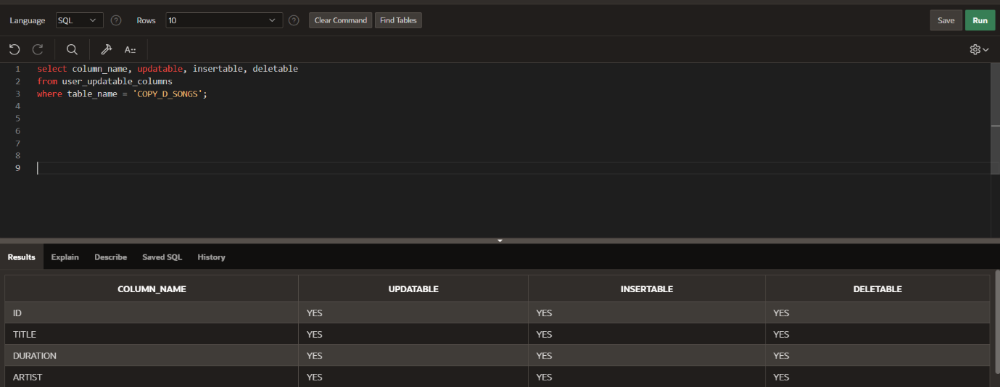 Language SQL ? Rows 10 ? Clear Command Find Tables Save Run
A
1 select column_name, updatable, insertable, deletable
2 from user_updatable_columns
3 where table_name = 'COPY_D_SONGS';
4
5
6
7
8
9
Results Explain Describe Saved SQL History
COLUMN_NAME UPDATABLE INSERTABLE DELETABLE
ID YES YES YES
TITLE YES YES YES
DURATION YES YES YES
ARTIST YES YES YES